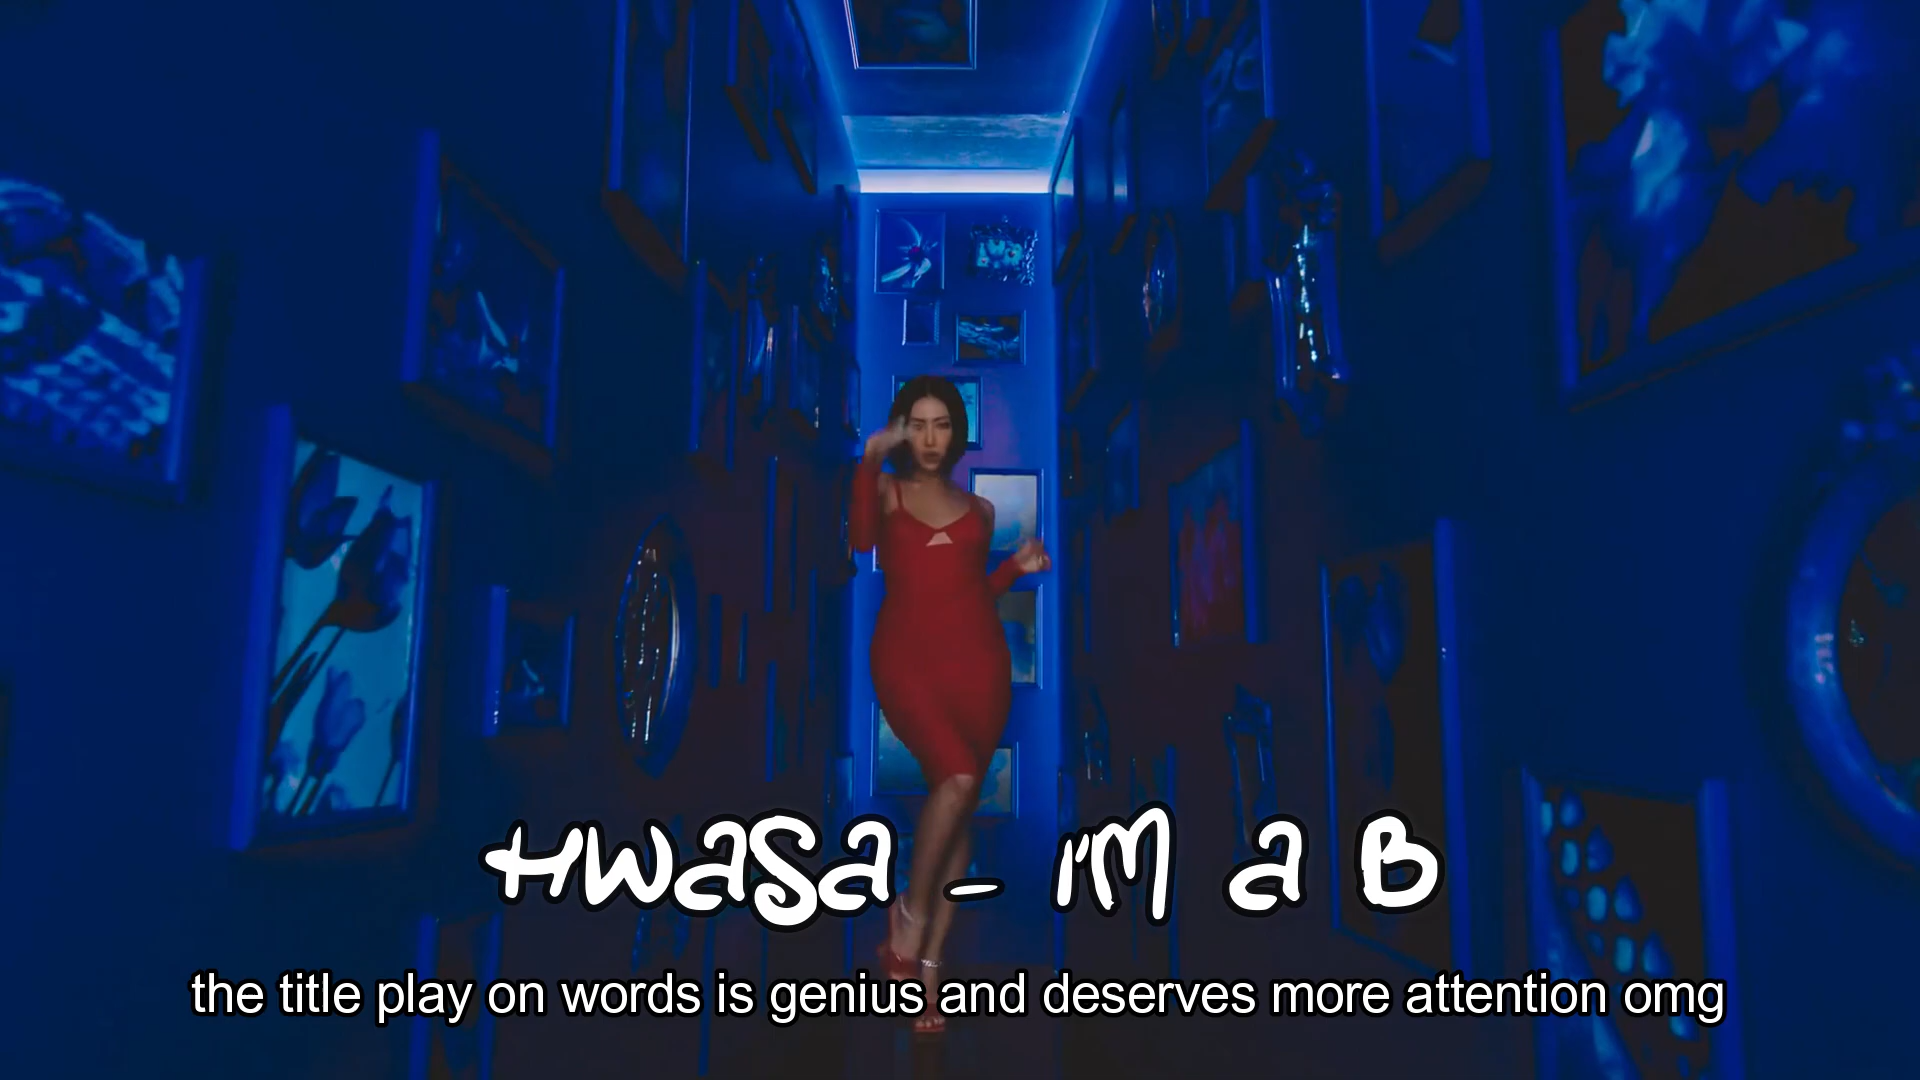 HWASA - I'M a B
the title play on words is genius and deserves more attention omg